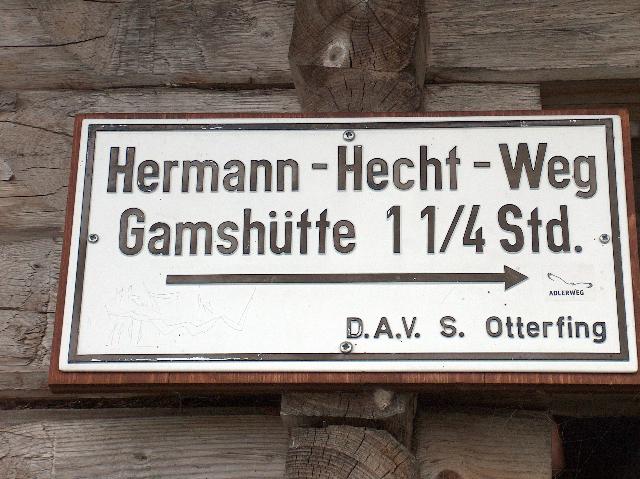 Hermann-Hecht-Weg
Gamshütte 1 1/4 Std.
ADLERWEG
D.A.V. S. Otterfing